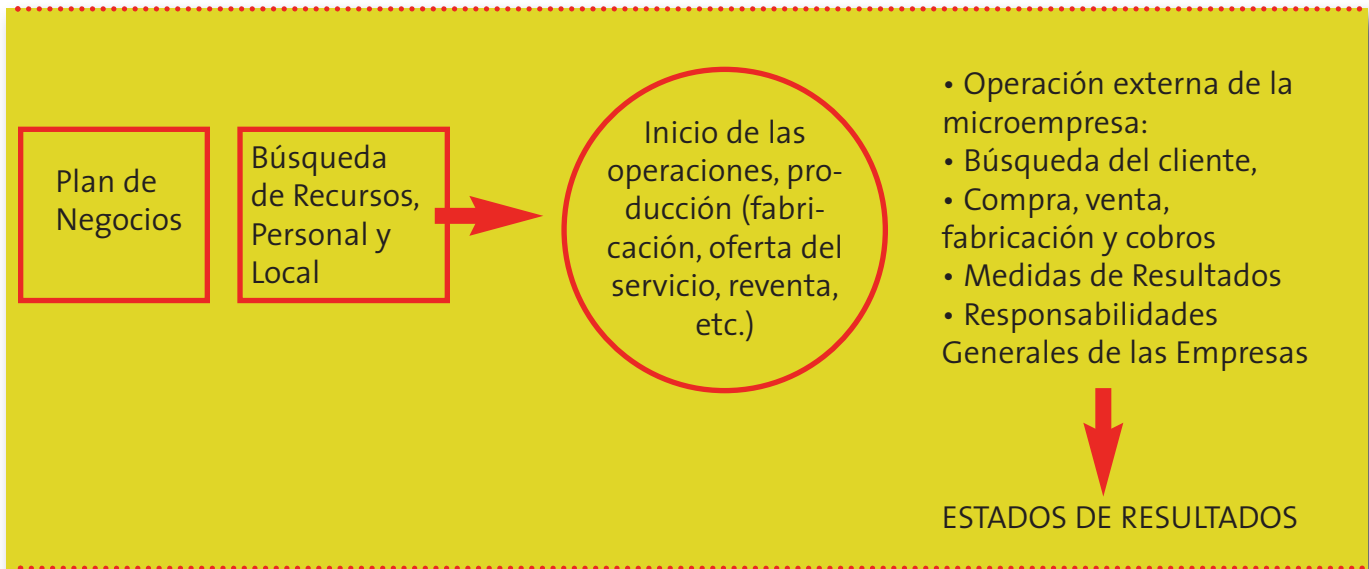 Plan de
Negocios
Búsqueda
de Recursos,
Personal y
Local
Inicio de las
operaciones, pro-
ducción (fabri-
cación, oferta del
servicio, reventa,
etc.)
• Operación externa de la
microempresa:
• Búsqueda del cliente,
• Compra, venta,
fabricación y cobros
• Medidas de Resultados
• Responsabilidades
Generales de las Empresas
ESTADOS DE RESULTADOS